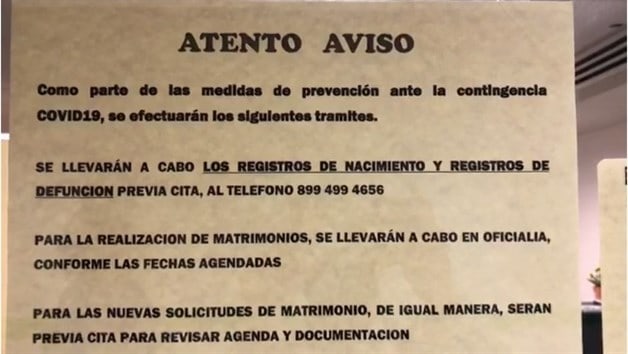 ATENTO AVISO
Como parte de las medidas de prevención ante la contingencia
COVID19, se efectuarán los siguientes tramites.
SE LLEVARÁN A CABO LOS REGISTROS DE NACIMIENTO Y REGISTROS DE
DEFUNCION PREVIA CITA, AL TELEFONO 899 499 4656
PARA LA REALIZACION DE MATRIMONIOS, SE LLEVARÁN A CABO EN OFICIALIA,
CONFORME LAS FECHAS AGENDADAS
PARA LAS NUEVAS SOLICITUDES DE MATRIMONIO, DE IGUAL MANERA, SERAN
PREVIA CITA PARA REVISAR AGENDA Y DOCUMENTACION